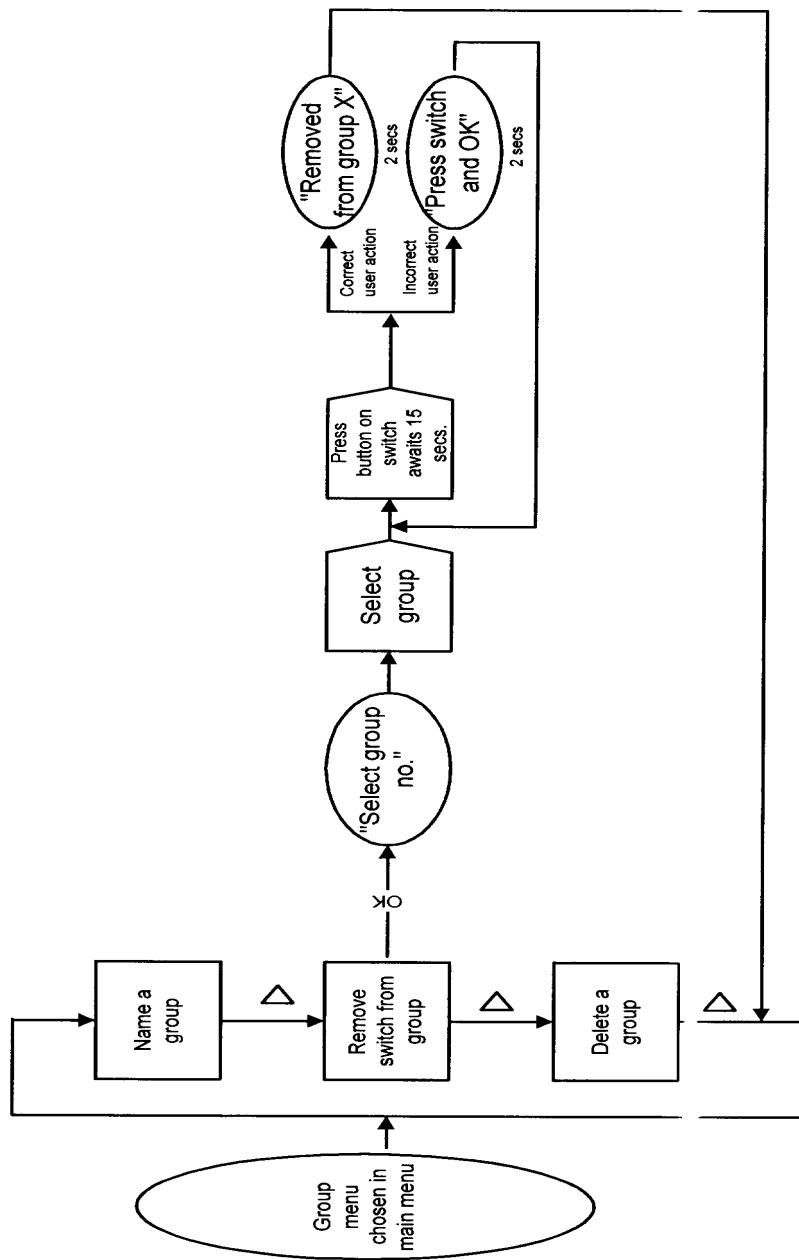 Group
menu
chosen in
main menu
Name a
group
Remove
switch from
group
Delete a
group
OK
"Select group
no."
Select
group
Press
button on
switch
awaits 15
secs.
Correct
user action
Incorrect
user action
"Removed
from group X"
2 secs
"Press switch
and OK"
2 secs